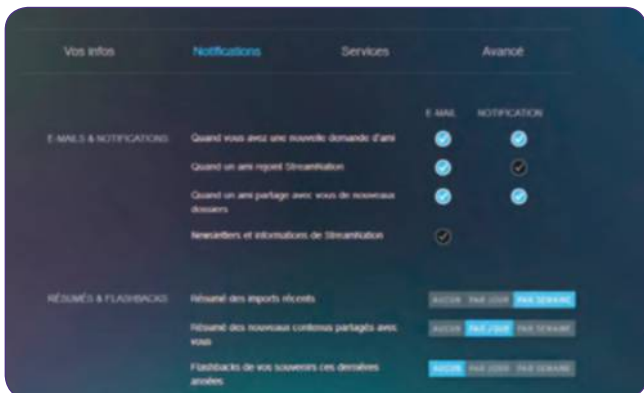 Vos infos Notifications Services Avancé
E-MAIL NOTIFICATION
E-MAILS & NOTIFICATIONS Quand vous avez une nouvelle demande d'ami
Quand un ami rejoint StreamNation
Quand un ami partage avec vous de nouveaux
dossiers
Newsletters et informations de StreamNation
RÉSUMÉS & FLASHBACKS Résumé des imports récents AUCUN PAR JOUR PAR SEMAINE
Résumé des nouveaux contenus partagés avec
vous AUCUN PAR JOUR PAR SEMAINE
Flashbacks de vos souvenirs ces dernières
années AUCUN PAR JOUR PAR SEMAINE